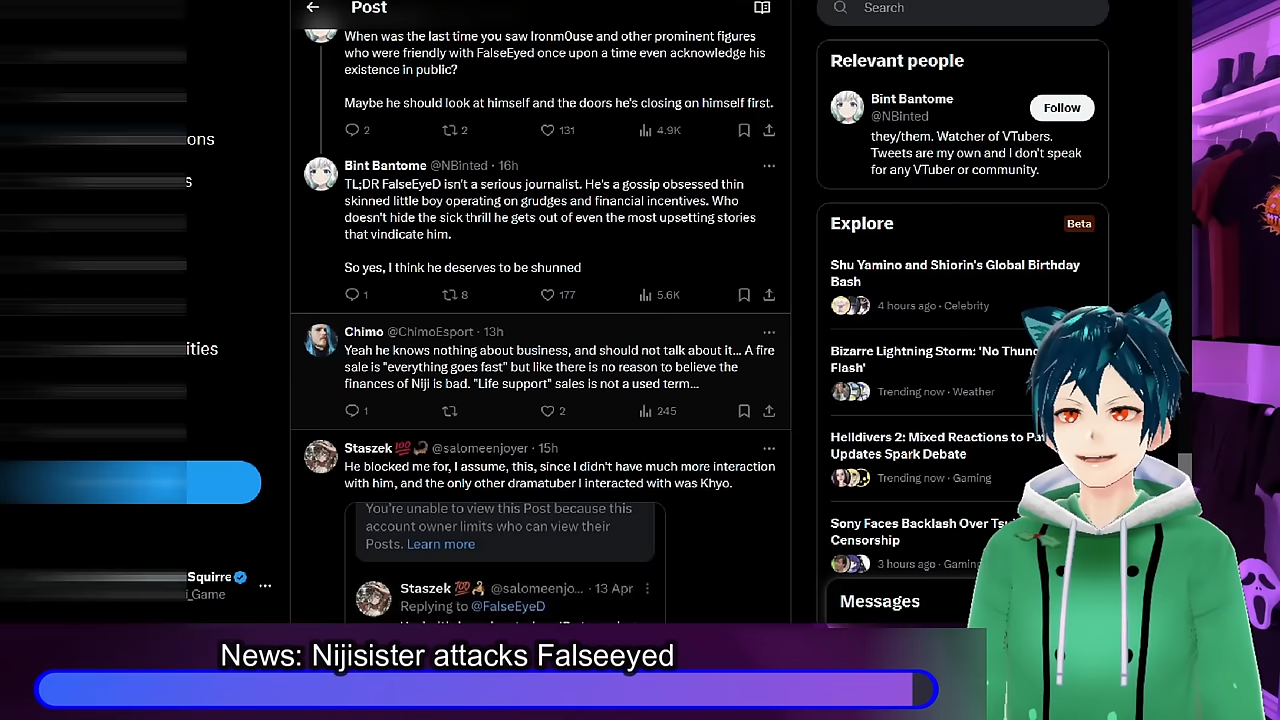 Post
Search
When was the last time you saw Ironm0use and other prominent figures
who were friendly with FalseEyed once upon a time even acknowledge his
existence in public?
Maybe he should look at himself and the doors he's closing on himself first.
2
2
131
4.9K
Bint Bantome @NBinted · 16h
TL;DR FalseEyeD isn't a serious journalist. He's a gossip obsessed thin
skinned little boy operating on grudges and financial incentives. Who
doesn't hide the sick thrill he gets out of even the most upsetting stories
that vindicate him.
So yes, I think he deserves to be shunned
1
8
177
5.6K
Chimo @ChimoEsport · 13h
Yeah he knows nothing about business, and should not talk about it... A fire
sale is "everything goes fast" but like there is no reason to believe the
finances of Niji is bad. "Life support" sales is not a used term...
1
2
245
Staszek 💯🦂 @salomeenjoyer · 15h
He blocked me for, I assume, this, since I didn't have much more interaction
with him, and the only other dramatuber I interacted with was Khyo.
You're unable to view this Post because this
account owner limits who can view their
Posts. Learn more
Staszek 💯🦂 @salomeenjo... · 13 Apr
Replying to @FalseEyeD
ons
s
ities
Squirre
i_Game
Relevant people
Bint Bantome
@NBinted
Follow
they/them. Watcher of VTubers.
Tweets are my own and I don't speak
for any VTuber or community.
Explore
Beta
Shu Yamino and Shiorin's Global Birthday
Bash
4 hours ago · Celebrity
Bizarre Lightning Storm: 'No Thun
Flash'
Trending now · Weather
Helldivers 2: Mixed Reactions to P
Updates Spark Debate
Trending now · Gaming
Sony Faces Backlash Over Tsu
Censorship
3 hours ago · Gaming
Messages
News: Nijisister attacks Falseeyed